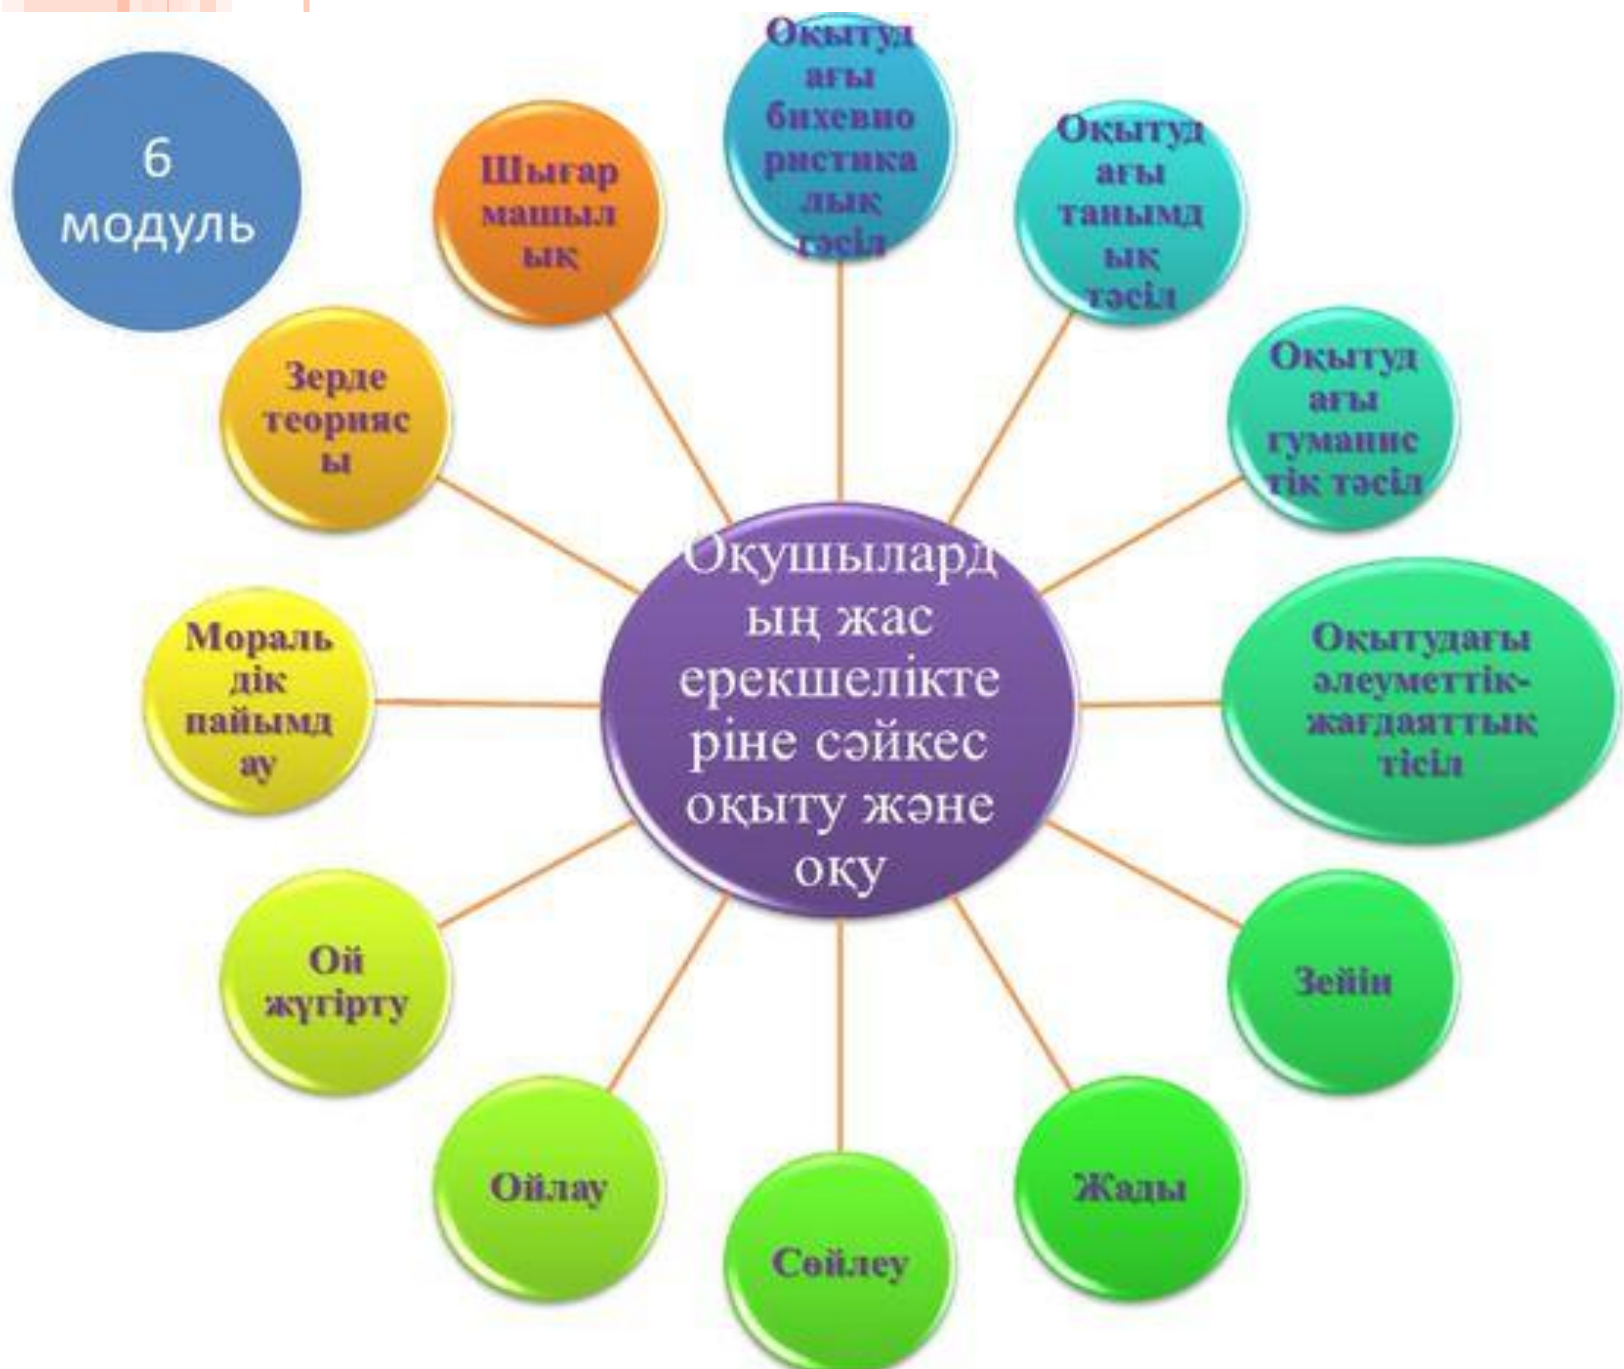 6
модуль
Оқытуд
ағы
бихевио
ристика
лық
тәсіл
Оқытуд
ағы
танымд
ық
тәсіл
Оқытуд
ағы
гуманис
тік тәсіл
Оқытудағы
әлеуметтік-
жағдаяттық
тісіл
Зейін
Жады
Сөйлеу
Ойлау
Ой
жүгірту
Мораль
дік
пайымд
ау
Зерде
теорияс
ы
Шығар
машыл
ық
Оқушылард
ың жас
ерекшелікте
ріне сәйкес
оқыту және
оқу